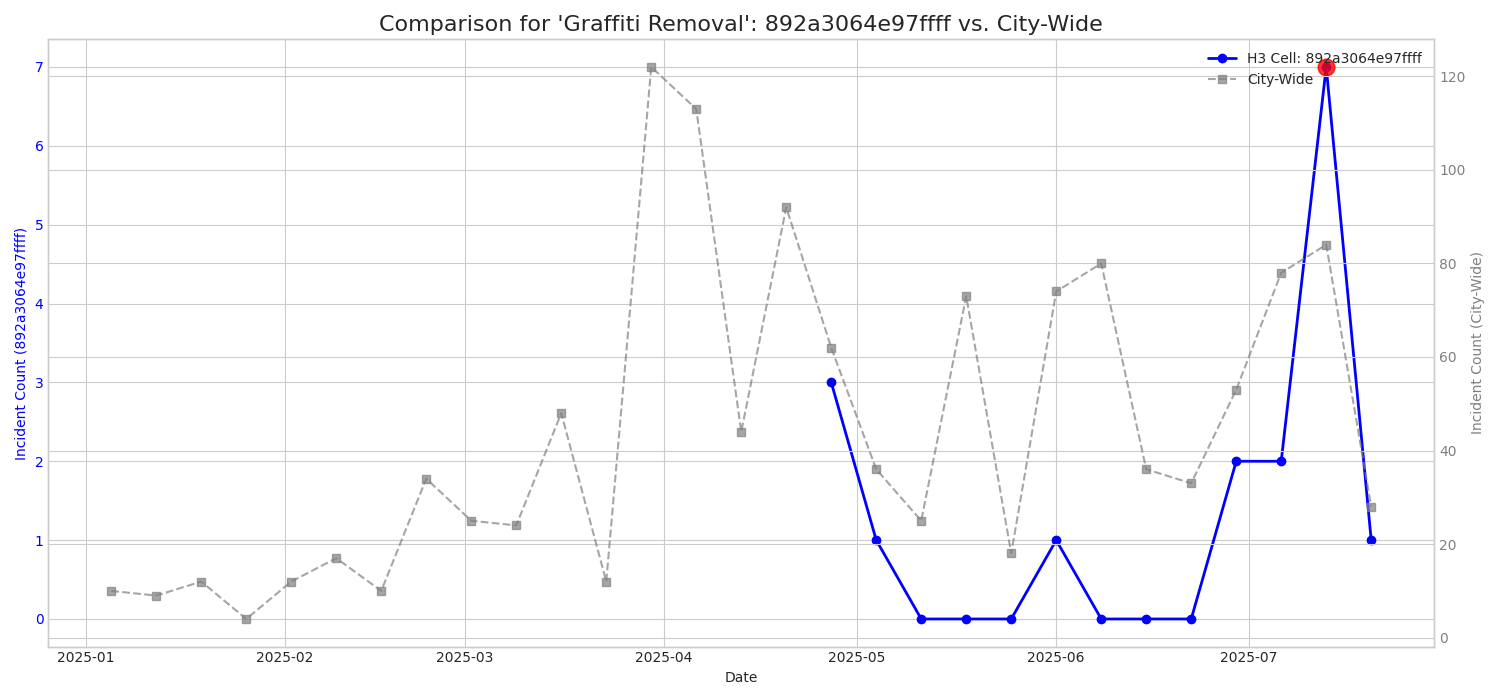 Comparison for 'Graffiti Removal': 892a3064e97ffff vs. City-Wide
H3 Cell: 892a3064e97ffff
City-Wide
Incident Count (892a3064e97ffff)
7
6
5
4
3
2
1
0
120
100
80
60
40
20
0
Incident Count (City-Wide)
2025-01 2025-02 2025-03 2025-04 2025-05 2025-06 2025-07
Date